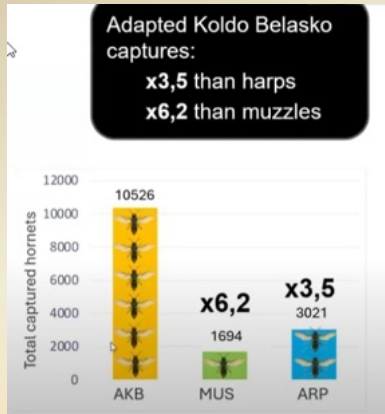 Adapted Koldo Belasko
captures:
x3,5 than harps
x6,2 than muzzles
12000
10526
10000
8000
6000
x6,2
x3,5
4000
3021
1694
2000
0
Total captured hornets
AKB
MUS
ARP